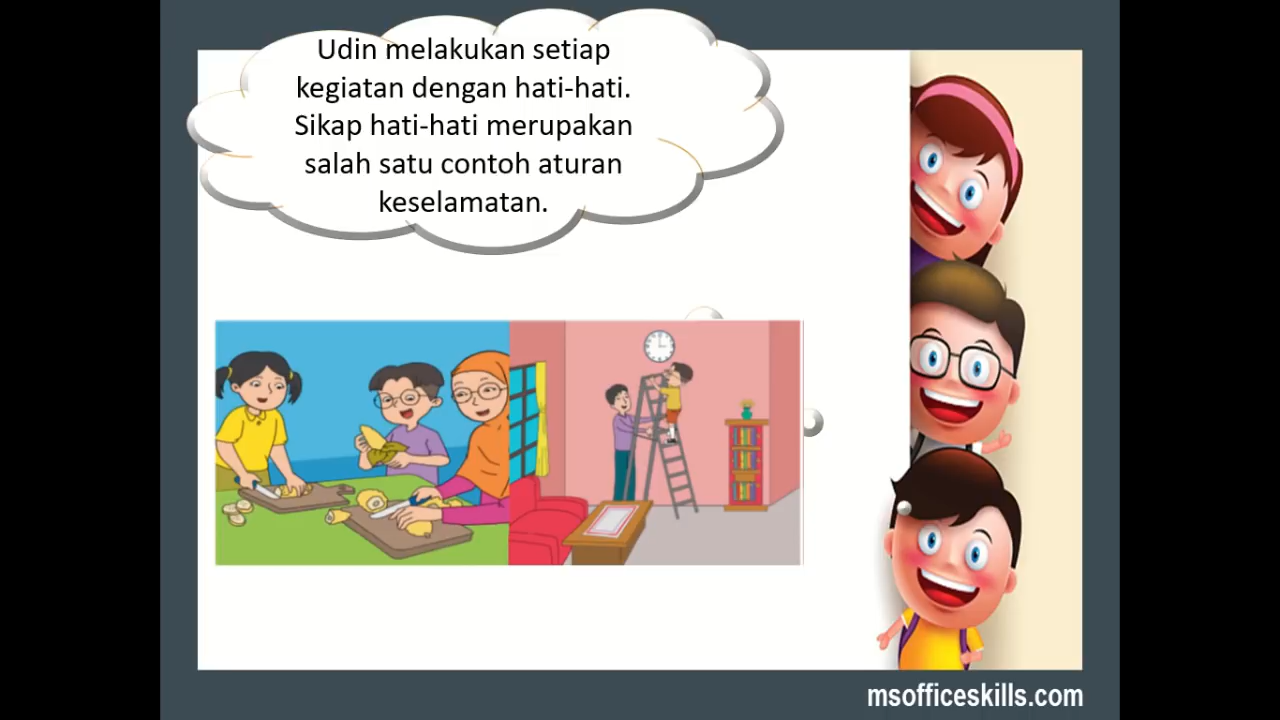 Udin melakukan setiap
kegiatan dengan hati-hati.
Sikap hati-hati merupakan
salah satu contoh aturan
keselamatan.
msofficeskills.com